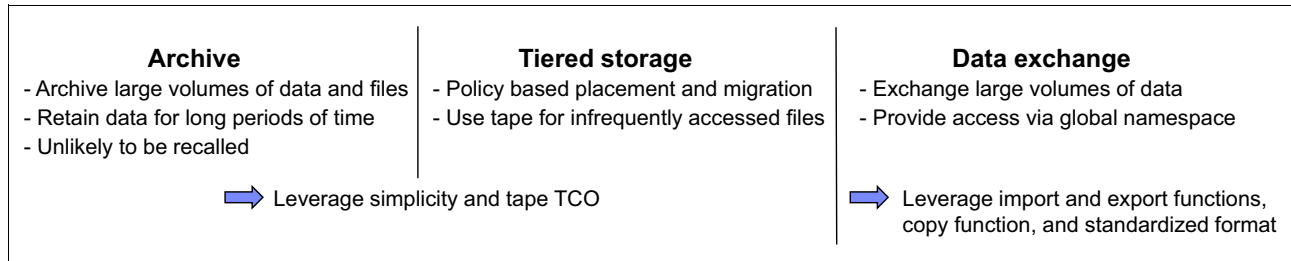 Archive
- Archive large volumes of data and files
- Retain data for long periods of time
- Unlikely to be recalled
Tiered storage
- Policy based placement and migration
- Use tape for infrequently accessed files
Leverage simplicity and tape TCO
Data exchange
- Exchange large volumes of data
- Provide access via global namespace
Leverage import and export functions,
copy function, and standardized format